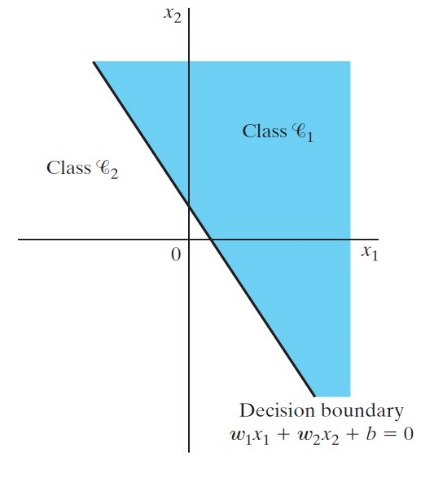 x₂
Class 𝒞₁
Class 𝒞₂
0
x₁
Decision boundary
w₁x₁ + w₂x₂ + b = 0